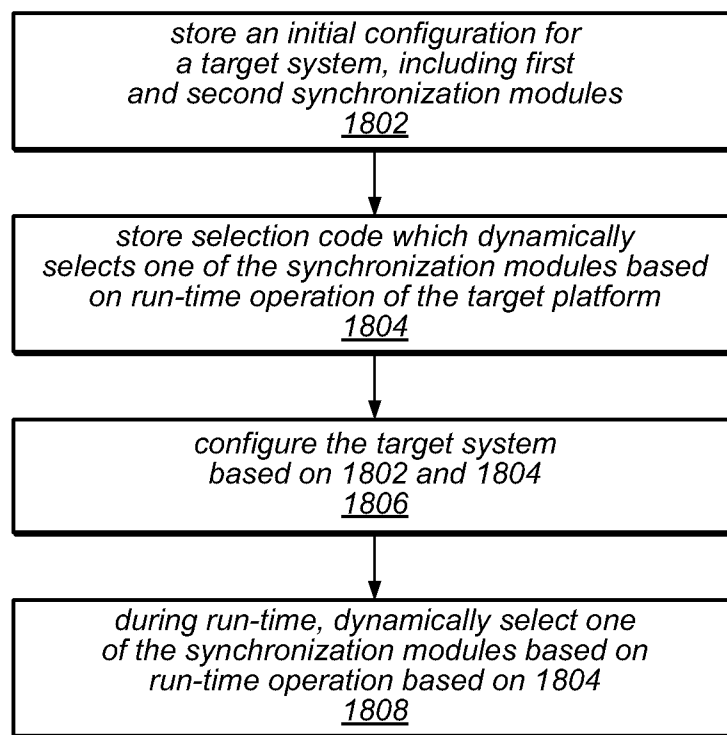 store an initial configuration for
a target system, including first
and second synchronization modules
1802
store selection code which dynamically
selects one of the synchronization modules based
on run-time operation of the target platform
1804
configure the target system
based on 1802 and 1804
1806
during run-time, dynamically select one
of the synchronization modules based on
run-time operation based on 1804
1808